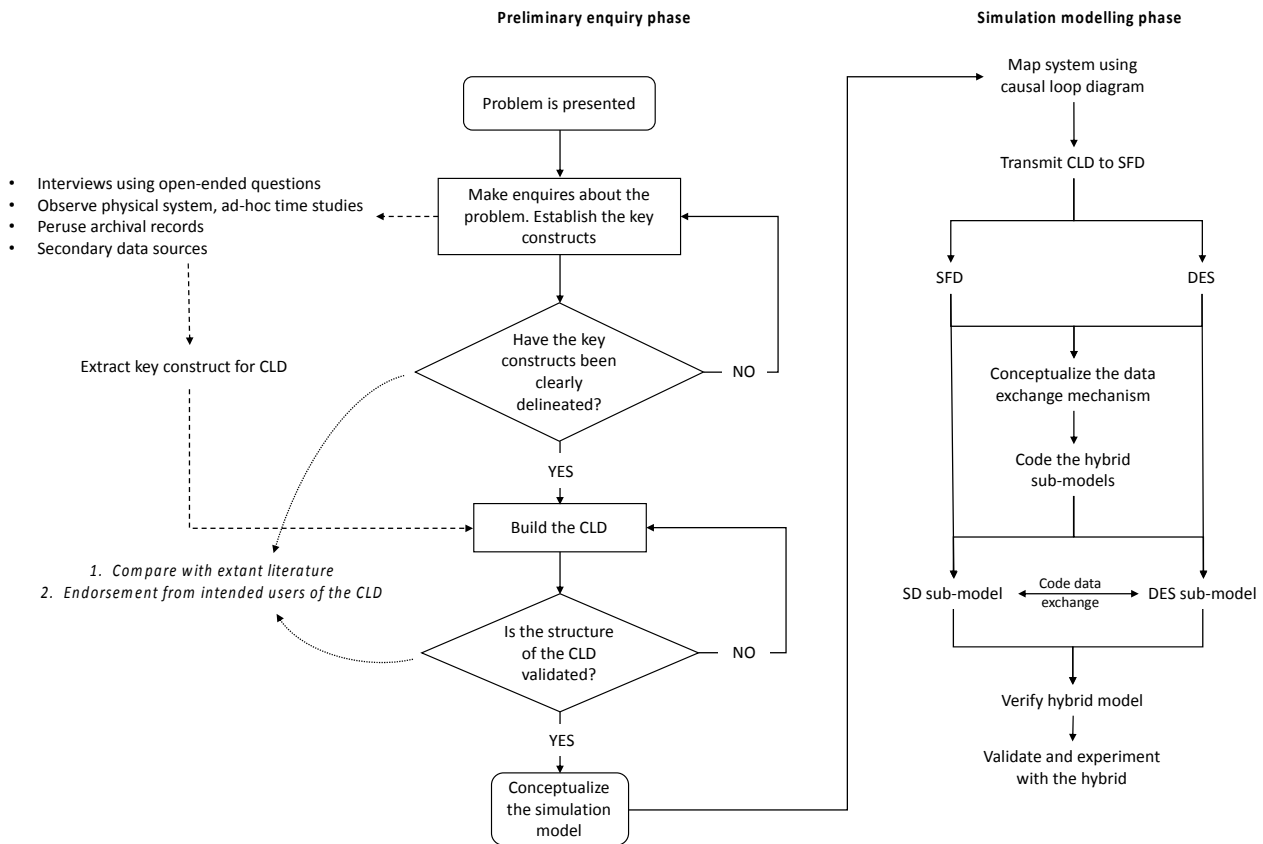 Preliminary enquiry phase
Problem is presented
Make enquires about the
problem. Establish the key
constructs
• Interviews using open-ended questions
• Observe physical system, ad-hoc time studies
• Peruse archival records
• Secondary data sources
Extract key construct for CLD
Have the key
constructs been
clearly
delineated?
NO
YES
Build the CLD
1. Compare with extant literature
2. Endorsement from intended users of the CLD
Is the structure
of the CLD
validated?
NO
YES
Conceptualize
the simulation
model
Simulation modelling phase
Map system using
causal loop diagram
Transmit CLD to SFD
SFD
DES
Conceptualize the data
exchange mechanism
Code the hybrid
sub-models
SD sub-model
Code data
exchange
DES sub-model
Verify hybrid model
Validate and experiment
with the hybrid